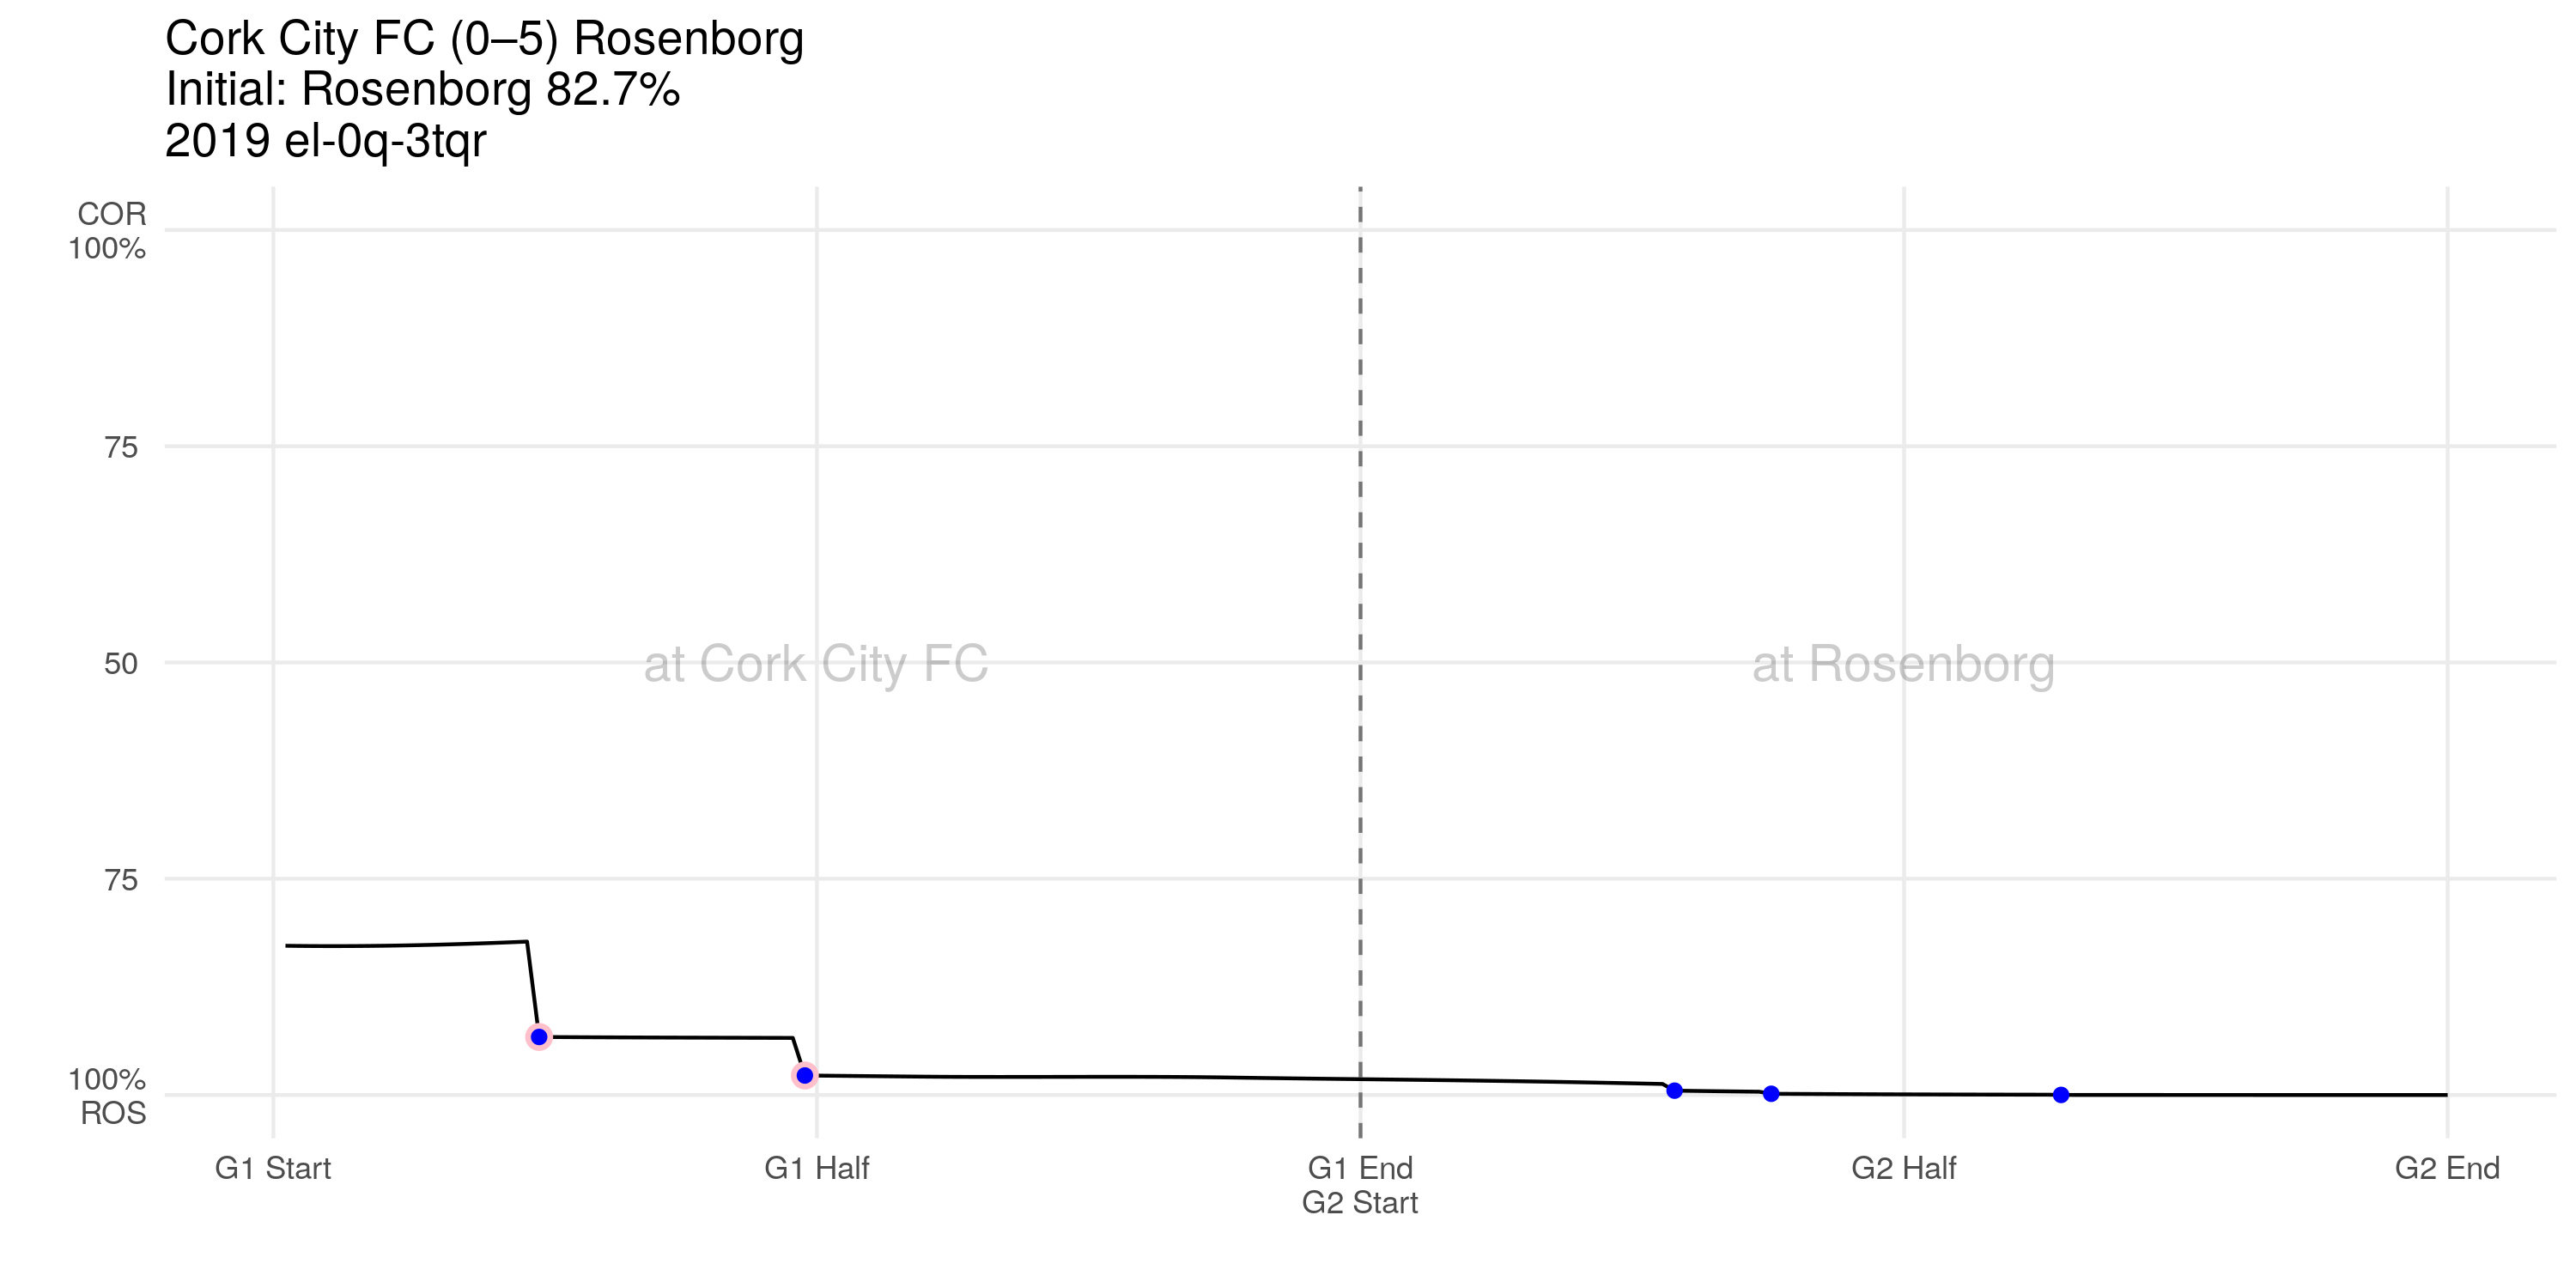 Cork City FC (0–5) Rosenborg
Initial: Rosenborg 82.7%
2019 el-0q-3tqr
COR
100%
75
50
75
100%
ROS
at Cork City FC
at Rosenborg
G1 Start
G1 Half
G1 End
G2 Start
G2 Half
G2 End